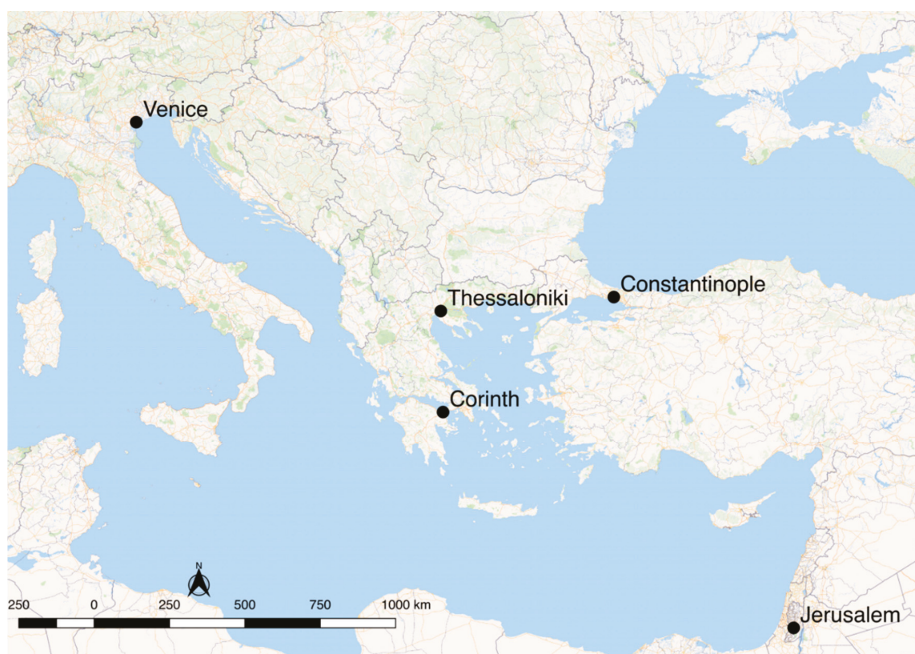 Venice
Constantinople
Thessaloniki
Corinth
N
250 0 250 500 750 1000 km
Jerusalem